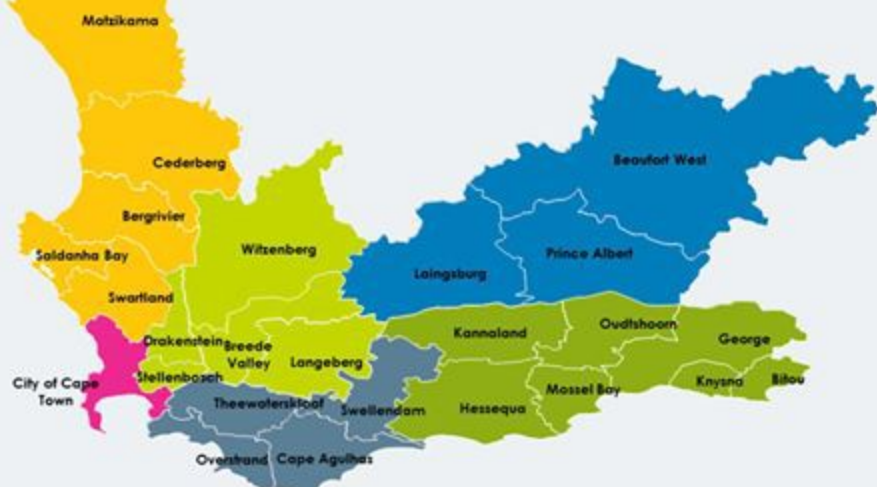 Matzikama
Cederberg
Beaufort West
Bergrivier
Witzenberg
Saldanha Bay
Prince Albert
Laingsburg
Swartland
Kannaland
Oudtshoorn
George
Drakenstein
Breede
Valley
Langeberg
Stellenbosch
City of Cape
Town
Theewaterskloof
Swellendam
Hessequa
Mossel Bay
Knysna
Bitou
Overstrand
Cape Agulhas